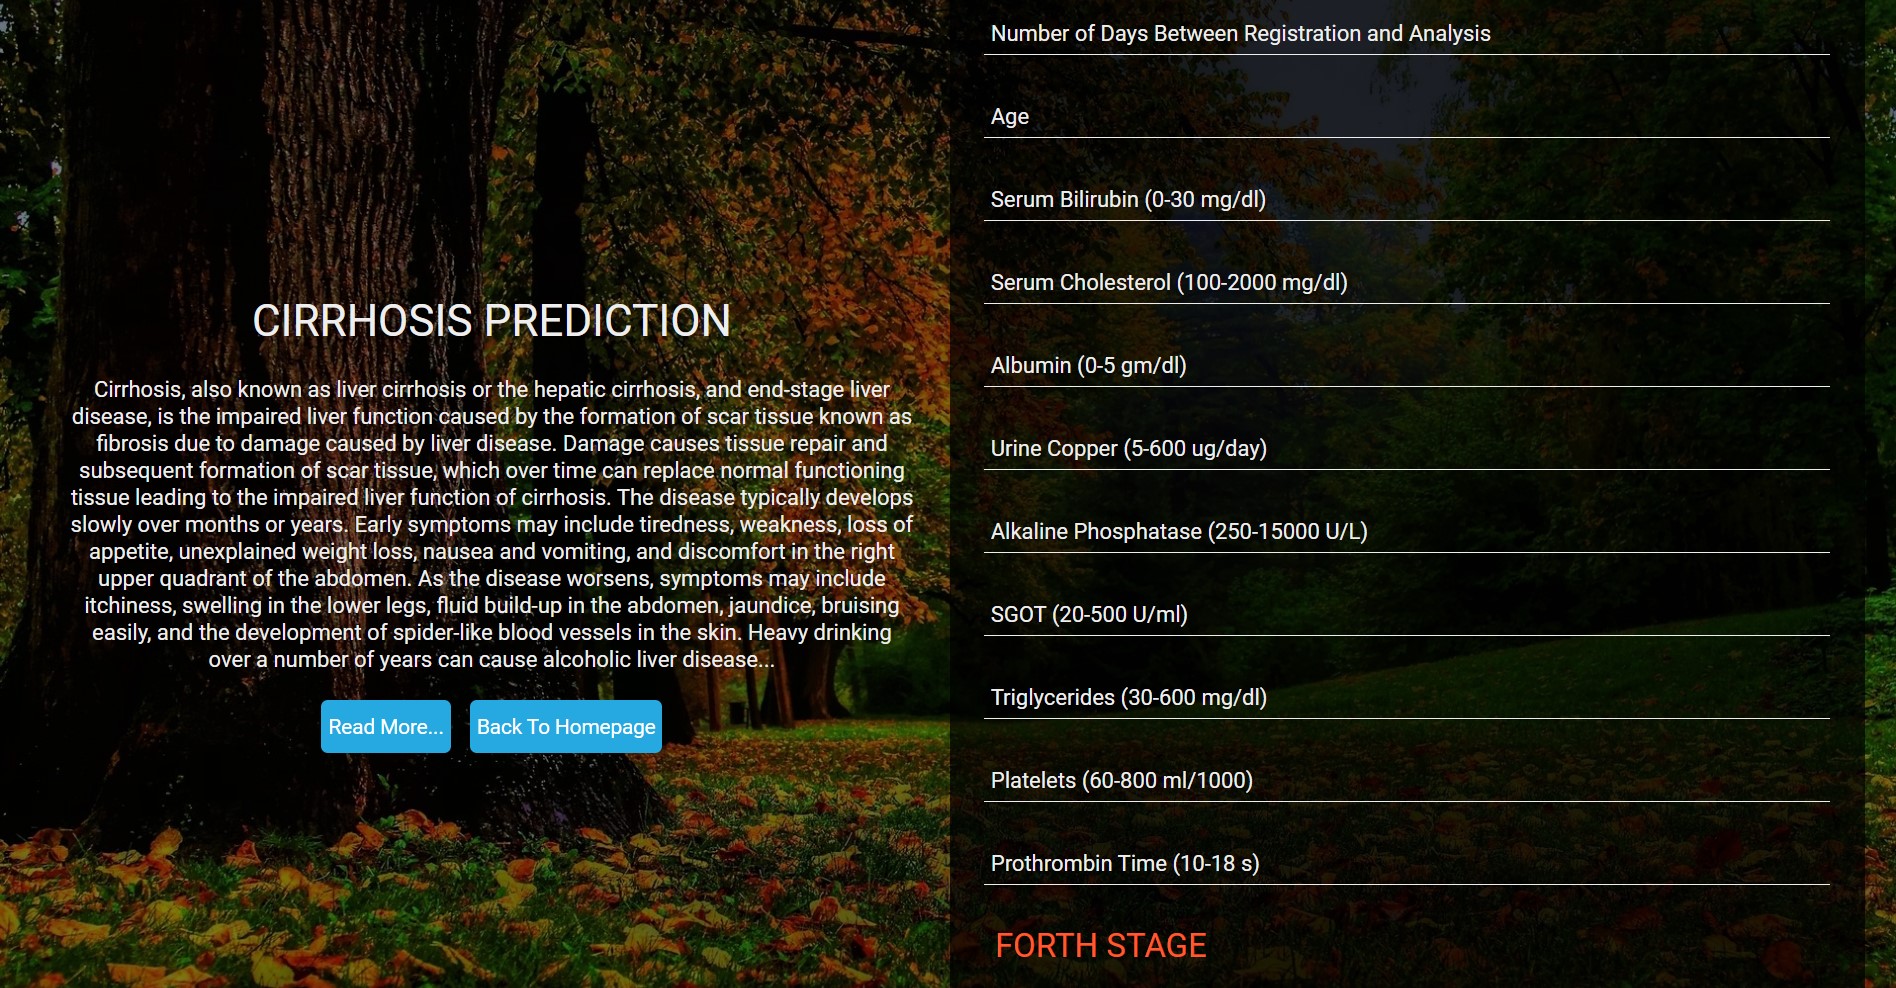 CIRRHOSIS PREDICTION
Cirrhosis, also known as liver cirrhosis or the hepatic cirrhosis, and end-stage liver
disease, is the impaired liver function caused by the formation of scar tissue known as
fibrosis due to damage caused by liver disease. Damage causes tissue repair and
subsequent formation of scar tissue, which over time can replace normal functioning
tissue leading to the impaired liver function of cirrhosis. The disease typically develops
slowly over months or years. Early symptoms may include tiredness, weakness, loss of
appetite, unexplained weight loss, nausea and vomiting, and discomfort in the right
upper quadrant of the abdomen. As the disease worsens, symptoms may include
itchiness, swelling in the lower legs, fluid build-up in the abdomen, jaundice, bruising
easily, and the development of spider-like blood vessels in the skin. Heavy drinking
over a number of years can cause alcoholic liver disease...
Read More...
Back To Homepage
Number of Days Between Registration and Analysis
Age
Serum Bilirubin (0-30 mg/dl)
Serum Cholesterol (100-2000 mg/dl)
Albumin (0-5 gm/dl)
Urine Copper (5-600 ug/day)
Alkaline Phosphatase (250-15000 U/L)
SGOT (20-500 U/ml)
Triglycerides (30-600 mg/dl)
Platelets (60-800 ml/1000)
Prothrombin Time (10-18 s)
FORTH STAGE